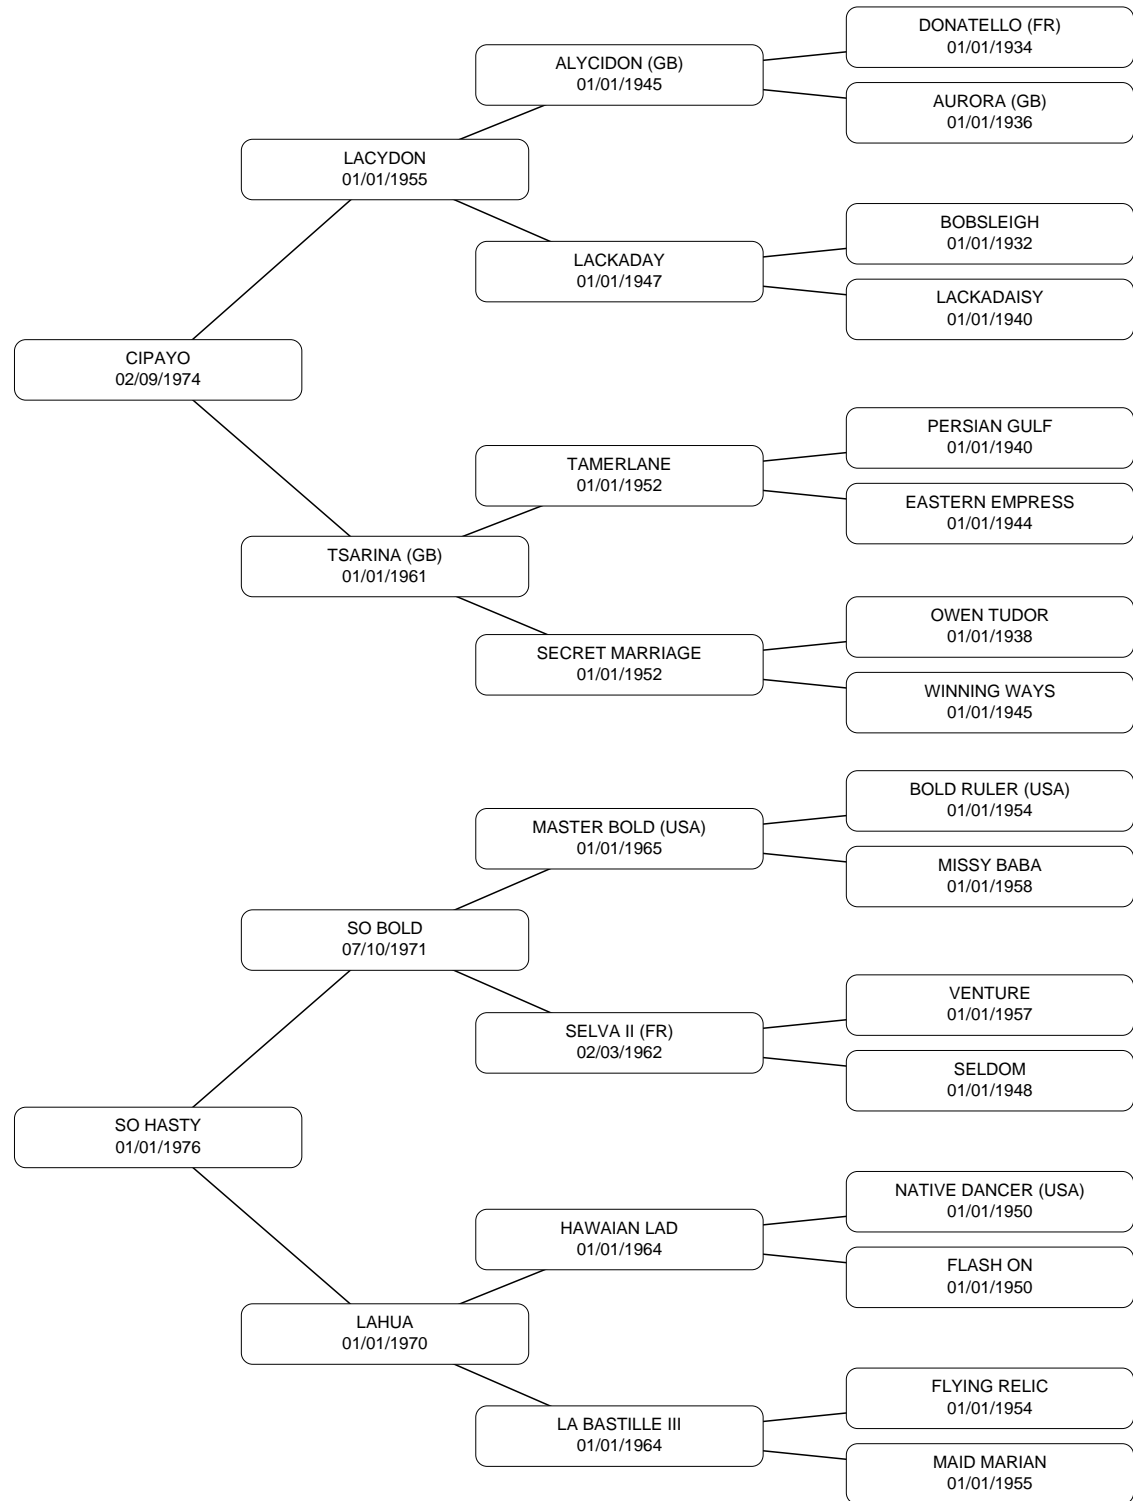 DONATELLO (FR)
01/01/1934
ALYCIDON (GB)
01/01/1945
AURORA (GB)
01/01/1936
LACYDON
01/01/1955
BOBSLEIGH
01/01/1932
LACKADAY
01/01/1947
LACKADAISY
01/01/1940
CIPAYO
02/09/1974
PERSIAN GULF
01/01/1940
TAMERLANE
01/01/1952
EASTERN EMPRESS
01/01/1944
TSARINA (GB)
01/01/1961
OWEN TUDOR
01/01/1938
SECRET MARRIAGE
01/01/1952
WINNING WAYS
01/01/1945
BOLD RULER (USA)
01/01/1954
MASTER BOLD (USA)
01/01/1965
MISSY BABA
01/01/1958
SO BOLD
07/10/1971
VENTURE
01/01/1957
SELVA II (FR)
02/03/1962
SELDOM
01/01/1948
SO HASTY
01/01/1976
NATIVE DANCER (USA)
01/01/1950
HAWAIAN LAD
01/01/1964
FLASH ON
01/01/1950
LAHUA
01/01/1970
FLYING RELIC
01/01/1954
LA BASTILLE III
01/01/1964
MAID MARIAN
01/01/1955